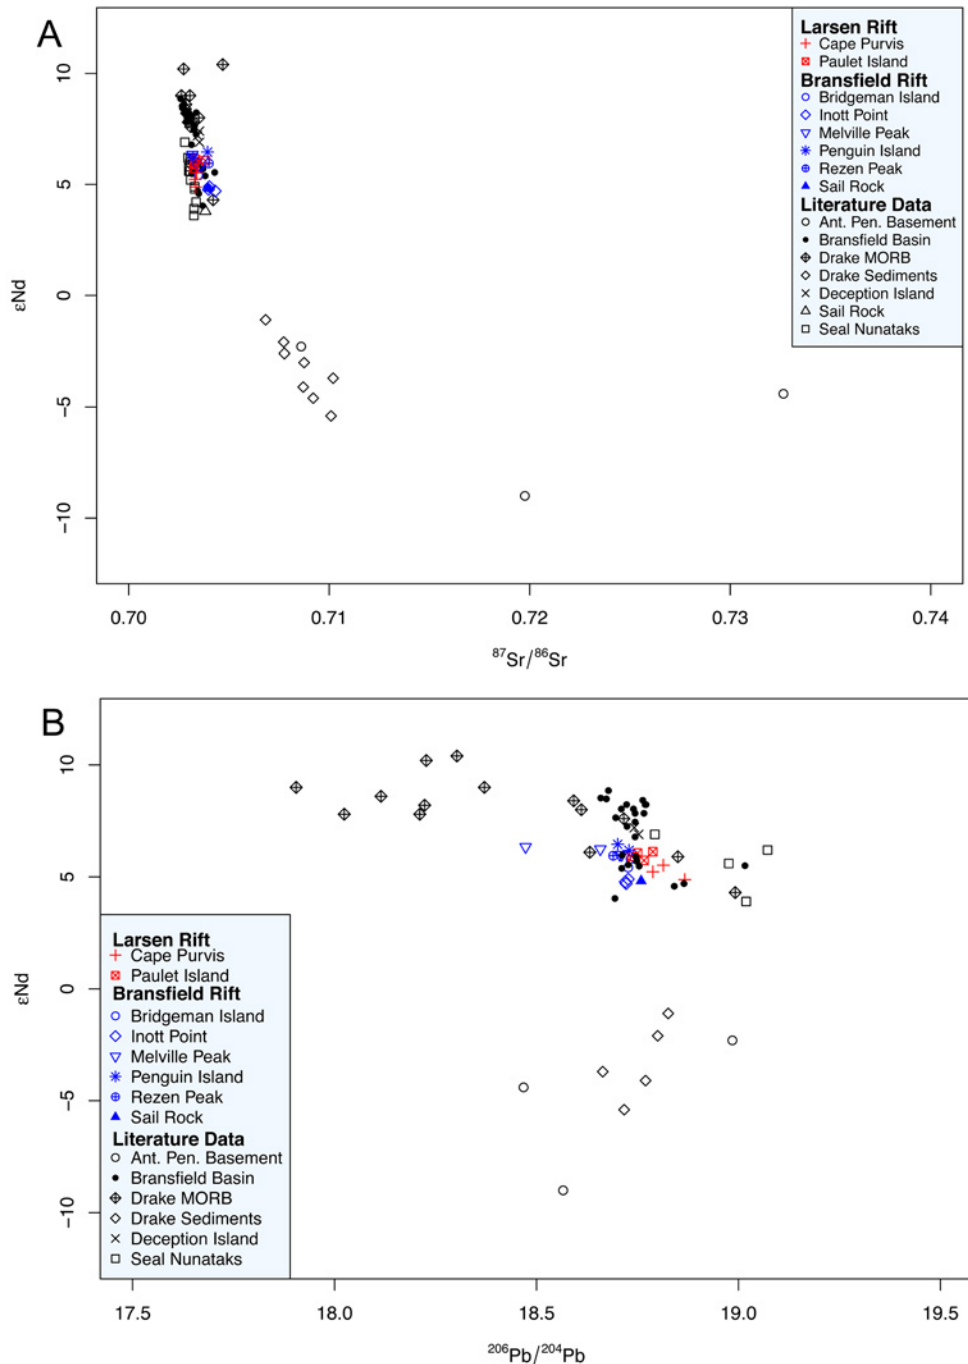 A
Larsen Rift
Cape Purvis
Paulet Island
Bransfield Rift
Bridgeman Island
Inott Point
Melville Peak
Penguin Island
Rezen Peak
Sail Rock
Literature Data
Ant. Pen. Basement
Bransfield Basin
Drake MORB
Drake Sediments
Deception Island
Sail Rock
Seal Nunataks
10
5
0
−5
−10
εNd
0.70 0.71 0.72 0.73 0.74
⁸⁷Sr/⁸⁶Sr
B
10
5
0
−5
−10
εNd
Larsen Rift
Cape Purvis
Paulet Island
Bransfield Rift
Bridgeman Island
Inott Point
Melville Peak
Penguin Island
Rezen Peak
Sail Rock
Literature Data
Ant. Pen. Basement
Bransfield Basin
Drake MORB
Drake Sediments
Deception Island
Seal Nunataks
17.5 18.0 18.5 19.0 19.5
²⁰⁶Pb/²⁰⁴Pb